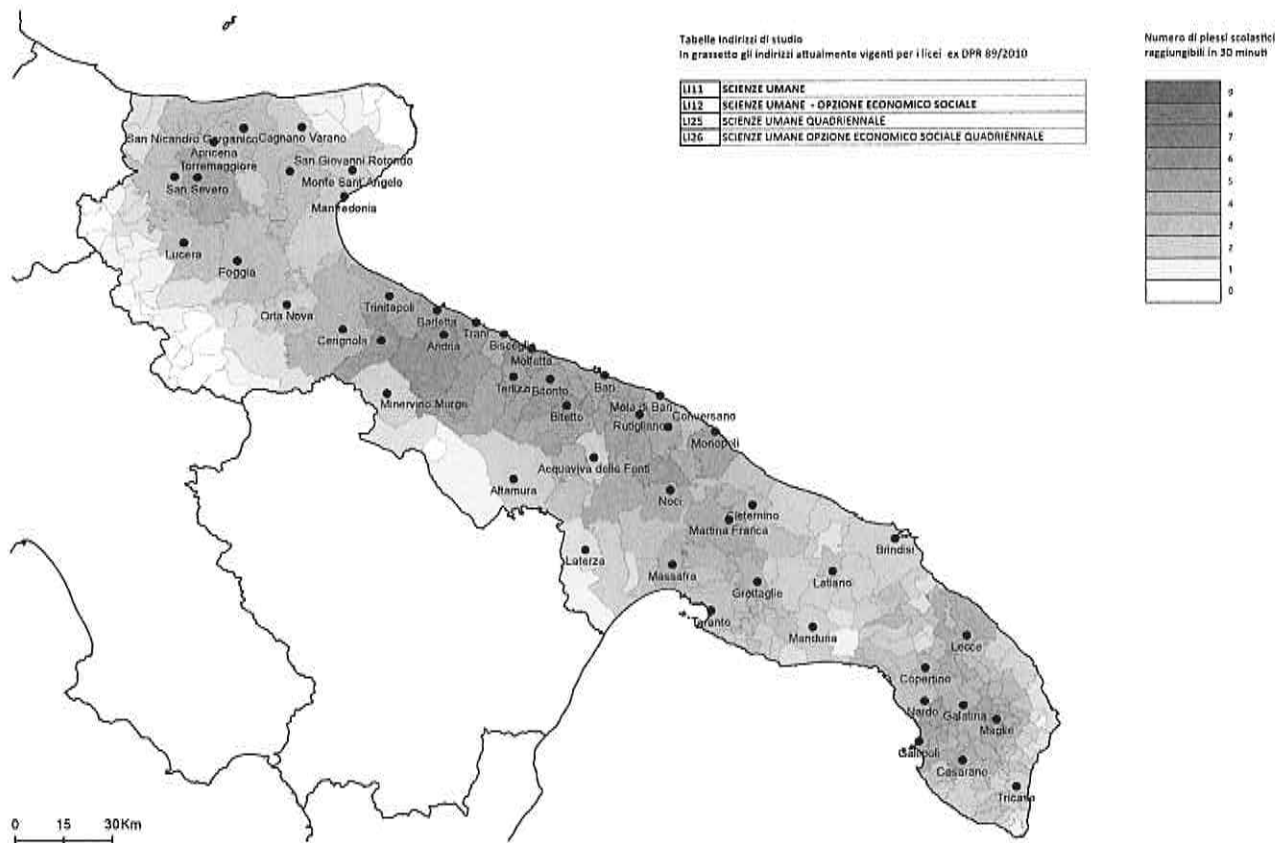 Tabelle indirizzi di studio
In grassetto gli indirizzi attualmente vigenti per i licei ex DPR 89/2010
LI11 SCIENZE UMANE
LI12 SCIENZE UMANE - OPZIONE ECONOMICO SOCIALE
LI25 SCIENZE UMANE QUADRIENNALE
LI26 SCIENZE UMANE OPZIONE ECONOMICO SOCIALE QUADRIENNALE
Numero di plessi scolastici
raggiungibili in 30 minuti
9
8
7
6
5
4
3
2
1
0
San Nicandro Garganico
Cagnano Varano
Apricena
Torremaggiore
San Giovanni Rotondo
San Severo
Monte Sant'Angelo
Manfredonia
Lucera
Foggia
Orta Nova
Trinitapoli
Barletta
Trani
Cerignola
Andria
Bisceglie
Molfetta
Minervino Murge
Terlizzi
Bitonto
Bari
Bitetto
Mola di Bari
Rutigliano
Conversano
Monopoli
Acquaviva delle Fonti
Altamura
Noci
Cisternino
Martina Franca
Brindisi
Laterza
Massafra
Grottaglie
Latiano
Taranto
Manduria
Lecce
Copertino
Nardò
Galatina
Maglie
Gallipoli
Casarano
Tricase
0 15 30Km